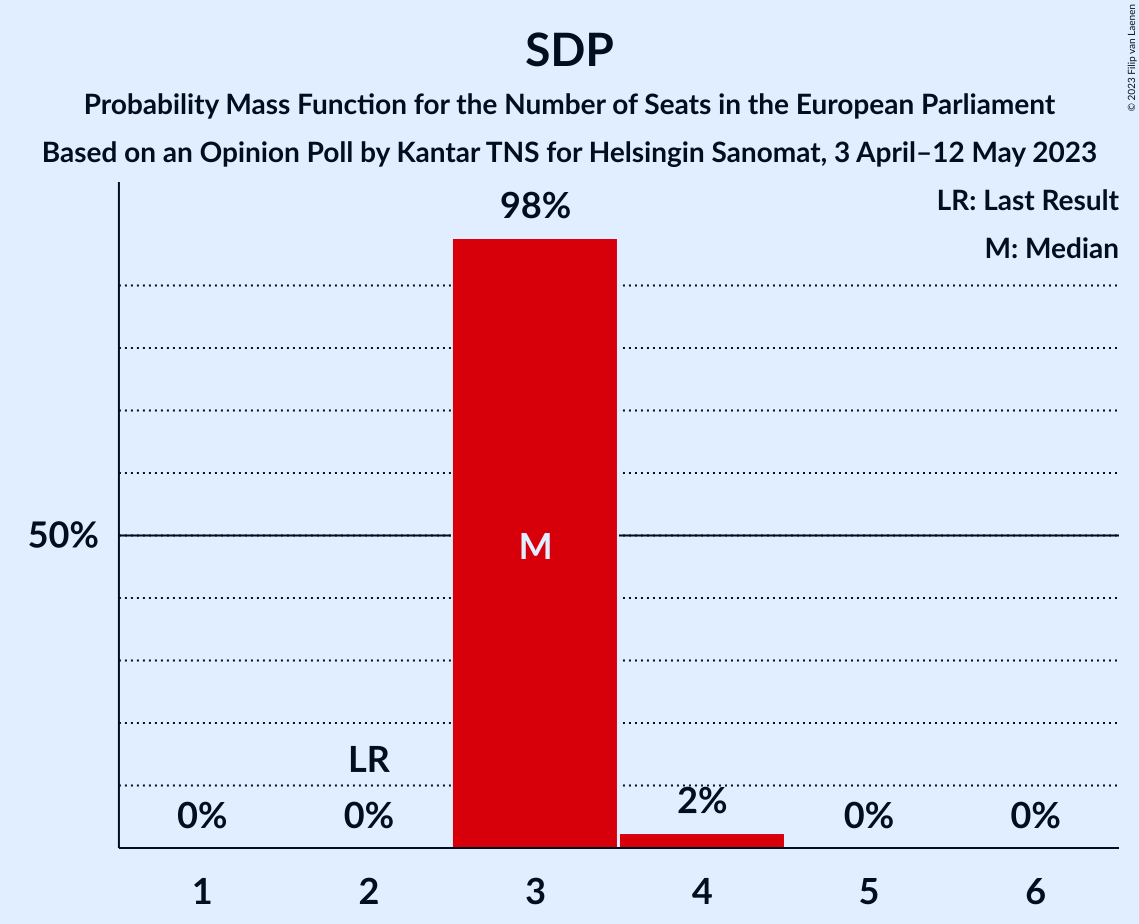 SDP
Probability Mass Function for the Number of Seats in the European Parliament
Based on an Opinion Poll by Kantar TNS for Helsingin Sanomat, 3 April–12 May 2023
© 2023 Filip van Laenen
LR: Last Result
M: Median
98%
50%
M
LR
0%
0%
2%
0%
0%
1
2
3
4
5
6